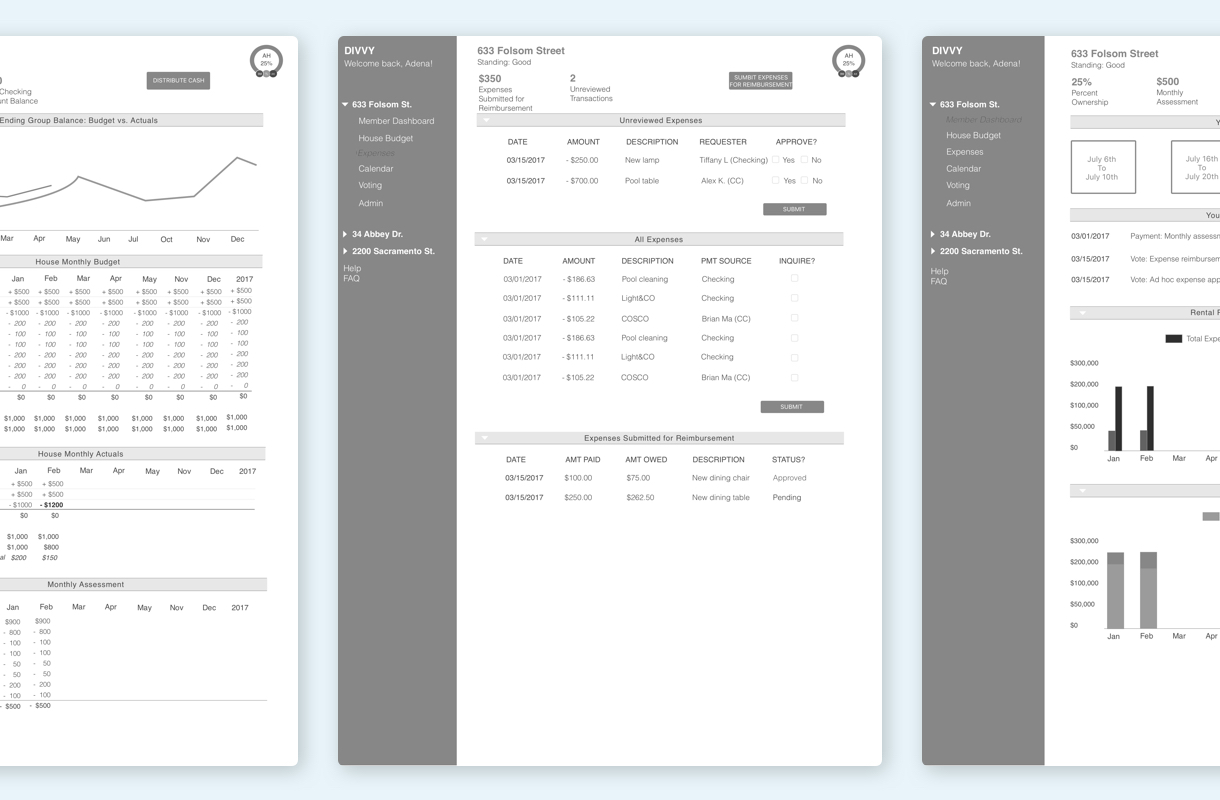 DISTRIBUTE CASH
AH
25%
Checking
Ending Group Balance: Budget vs. Actuals
Mar Apr May Jun Jul Oct Nov Dec
House Monthly Budget
Jan Feb Mar Apr May Nov Dec 2017
+ $500 + $500 + $500 + $500 + $500 + $500 + $500 + $500
+ $500 + $500 + $500 + $500 + $500 + $500 + $500 + $500
- $1000 - $1000 - $1000 - $1000 - $1000 - $1000 - $1000 - $1000
- 200 - 200 - 200 - 200 - 200 - 200 - 200 - 200
- 100 - 100 - 100 - 100 - 100 - 100 - 100 - 100
- 100 - 100 - 100 - 100 - 100 - 100 - 100 - 100
- 200 - 200 - 200 - 200 - 200 - 200 - 200 - 200
- 200 - 200 - 200 - 200 - 200 - 200 - 200 - 200
- 200 - 200 - 200 - 200 - 200 - 200 - 200 - 200
- 0 - 0 - 0 - 0 - 0 - 0 - 0 - 0
$0 $0 $0 $0 $0 $0 $0 $0
$1,000 $1,000 $1,000 $1,000 $1,000 $1,000 $1,000 $1,000
$1,000 $1,000 $1,000 $1,000 $1,000 $1,000 $1,000 $1,000
House Monthly Actuals
Jan Feb Mar Apr May Nov Dec 2017
+ $500 + $500
+ $500 + $500
- $1000 - $1200
$0 $0
$1,000 $1,000
$1,000 $800
$200 $150
Monthly Assessment
Jan Feb Mar Apr May Nov Dec 2017
$900 $900
- 800 - 800
- 100 - 100
- 100 - 100
- 50 - 50
- 50 - 50
- 200 - 200
- 100 - 100
- $500 - $500
DIVVY
Welcome back, Adena!
633 Folsom St.
Member Dashboard
House Budget
Expenses
Calendar
Voting
Admin
34 Abbey Dr.
2200 Sacramento St.
Help
FAQ
633 Folsom Street
Standing: Good
$350
Expenses
Submitted for
Reimbursement
2
Unreviewed
Transactions
SUMBIT EXPENSES
FOR REIMBURSEMENT
AH
25%
Unreviewed Expenses
DATE AMOUNT DESCRIPTION REQUESTER APPROVE?
03/15/2017 - $250.00 New lamp Tiffany L (Checking) Yes No
03/15/2017 - $700.00 Pool table Alex K. (CC) Yes No
SUBMIT
All Expenses
DATE AMOUNT DESCRIPTION PMT SOURCE INQUIRE?
03/01/2017 - $186.63 Pool cleaning Checking
03/01/2017 - $111.11 Light&CO Checking
03/01/2017 - $105.22 COSCO Brian Ma (CC)
03/01/2017 - $186.63 Pool cleaning Checking
03/01/2017 - $111.11 Light&CO Checking
03/01/2017 - $105.22 COSCO Brian Ma (CC)
SUBMIT
Expenses Submitted for Reimbursement
DATE AMT PAID AMT OWED DESCRIPTION STATUS?
03/15/2017 $100.00 $75.00 New dining chair Approved
03/15/2017 $250.00 $262.50 New dining table Pending
DIVVY
Welcome back, Adena!
633 Folsom St.
Member Dashboard
House Budget
Expenses
Calendar
Voting
Admin
34 Abbey Dr.
2200 Sacramento St.
Help
FAQ
633 Folsom Street
Standing: Good
25%
Percent
Ownership
$500
Monthly
Assessment
July 6th
To
July 10th
July 16th
To
July 20th
You
03/01/2017 Payment: Monthly
03/15/2017 Vote: Expense
03/15/2017 Vote: Ad hoc expense
Rental
Total
$300,000
$200,000
$100,000
$50,000
$0
Jan Feb Mar Apr
$300,000
$200,000
$100,000
$50,000
$0
Jan Feb Mar Apr